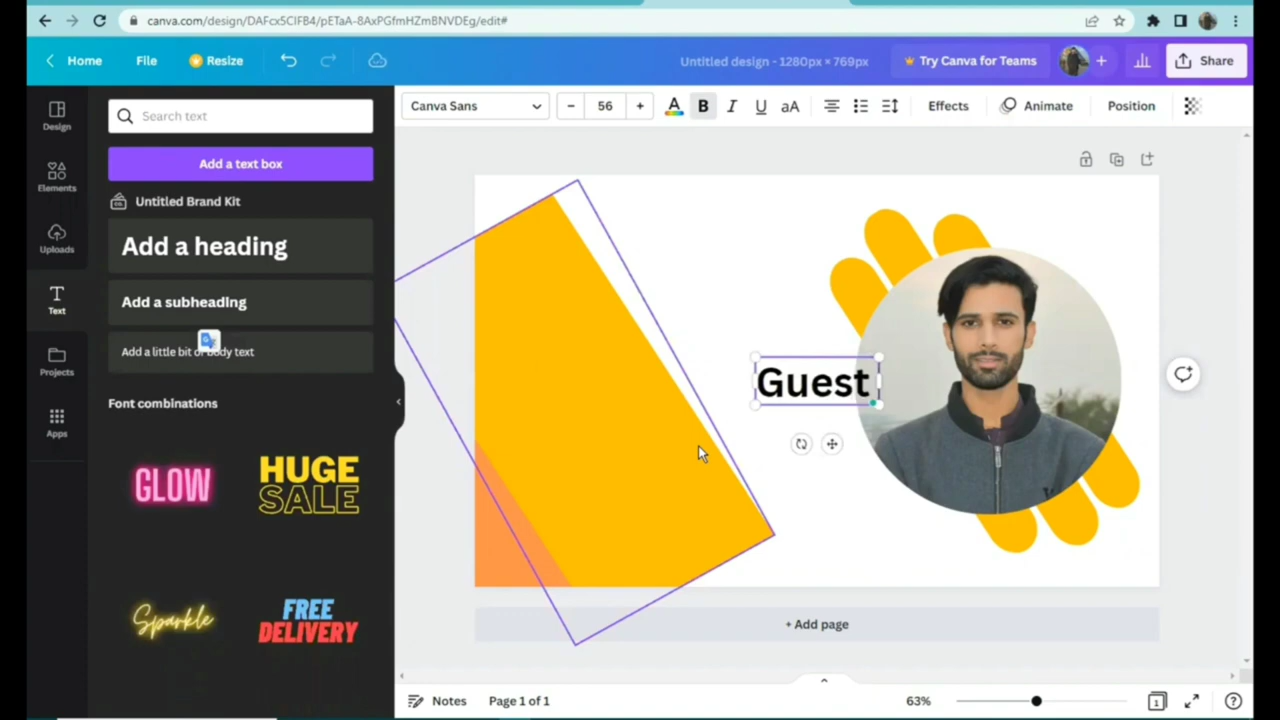 canva.com/design/DAFcx5CIFB4/pETaA-8AxPGfmHZmBNVDEg/edit#
Home
File
Resize
Untitled design - 1280px × 769px
Try Canva for Teams
Share
Design
Elements
Uploads
Text
Projects
Apps
Search text
Add a text box
Untitled Brand Kit
Add a heading
Add a subheading
Add a little bit of body text
Font combinations
GLOW
HUGE
SALE
Sparkle
FREE
DELIVERY
Canva Sans
56
A
B
I
U
aA
Effects
Animate
Position
Guest
+ Add page
Notes
Page 1 of 1
63%
1
?